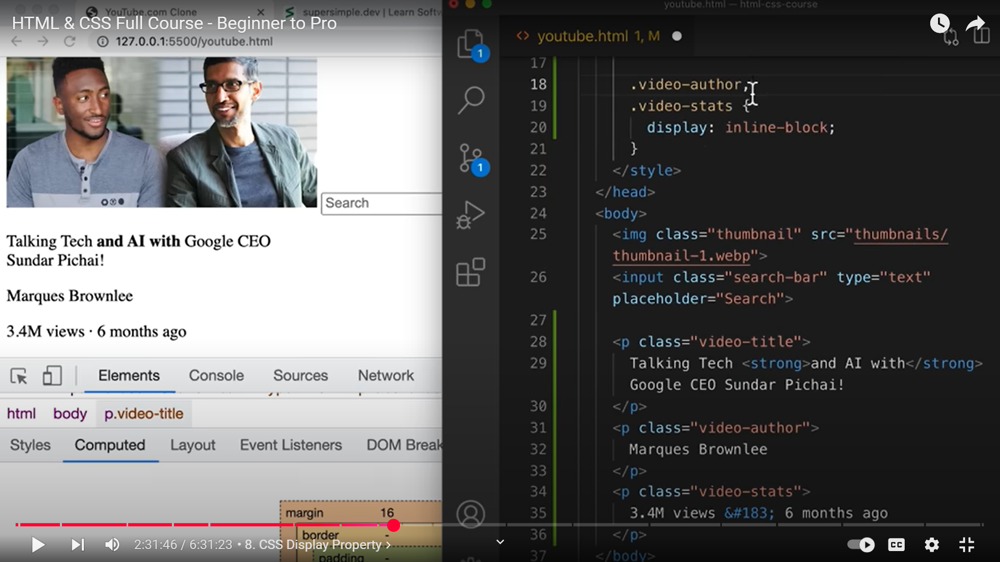 YouTube.com Clone
supersimple.dev | Learn Softw
HTML & CSS Full Course - Beginner to Pro
127.0.0.1:5500/youtube.html
Search
Talking Tech and AI with Google CEO
Sundar Pichai!
Marques Brownlee
3.4M views · 6 months ago
Elements Console Sources Network
html body p.video-title
Styles Computed Layout Event Listeners DOM Break
margin 16
border -
padding -
youtube.html — html-css-course
youtube.html 1, M
1
1
17
18 .video-author,
19 .video-stats {
20 display: inline-block;
21 }
22 </style>
23 </head>
24 <body>
25 <img class="thumbnail" src="thumbnails/
thumbnail-1.webp">
26 <input class="search-bar" type="text"
placeholder="Search">
27
28 <p class="video-title">
29 Talking Tech <strong>and AI with</strong>
Google CEO Sundar Pichai!
30 </p>
31 <p class="video-author">
32 Marques Brownlee
33 </p>
34 <p class="video-stats">
35 3.4M views &#183; 6 months ago
36 </p>
37 </body>
2:31:46 / 6:31:23 • 8. CSS Display Property
CC